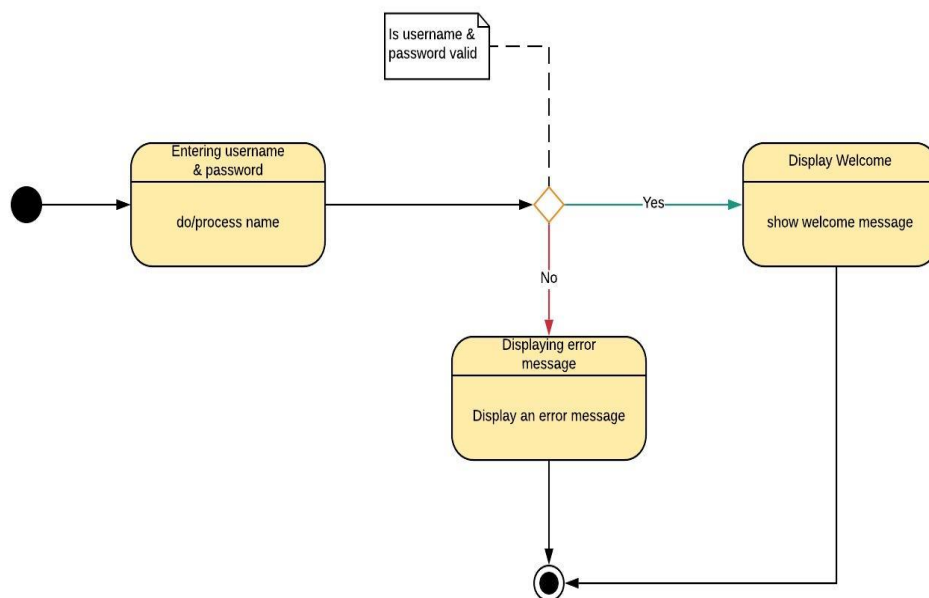 Is username &
password valid
Entering username
& password
do/process name
Yes
Display Welcome
show welcome message
No
Displaying error
message
Display an error message